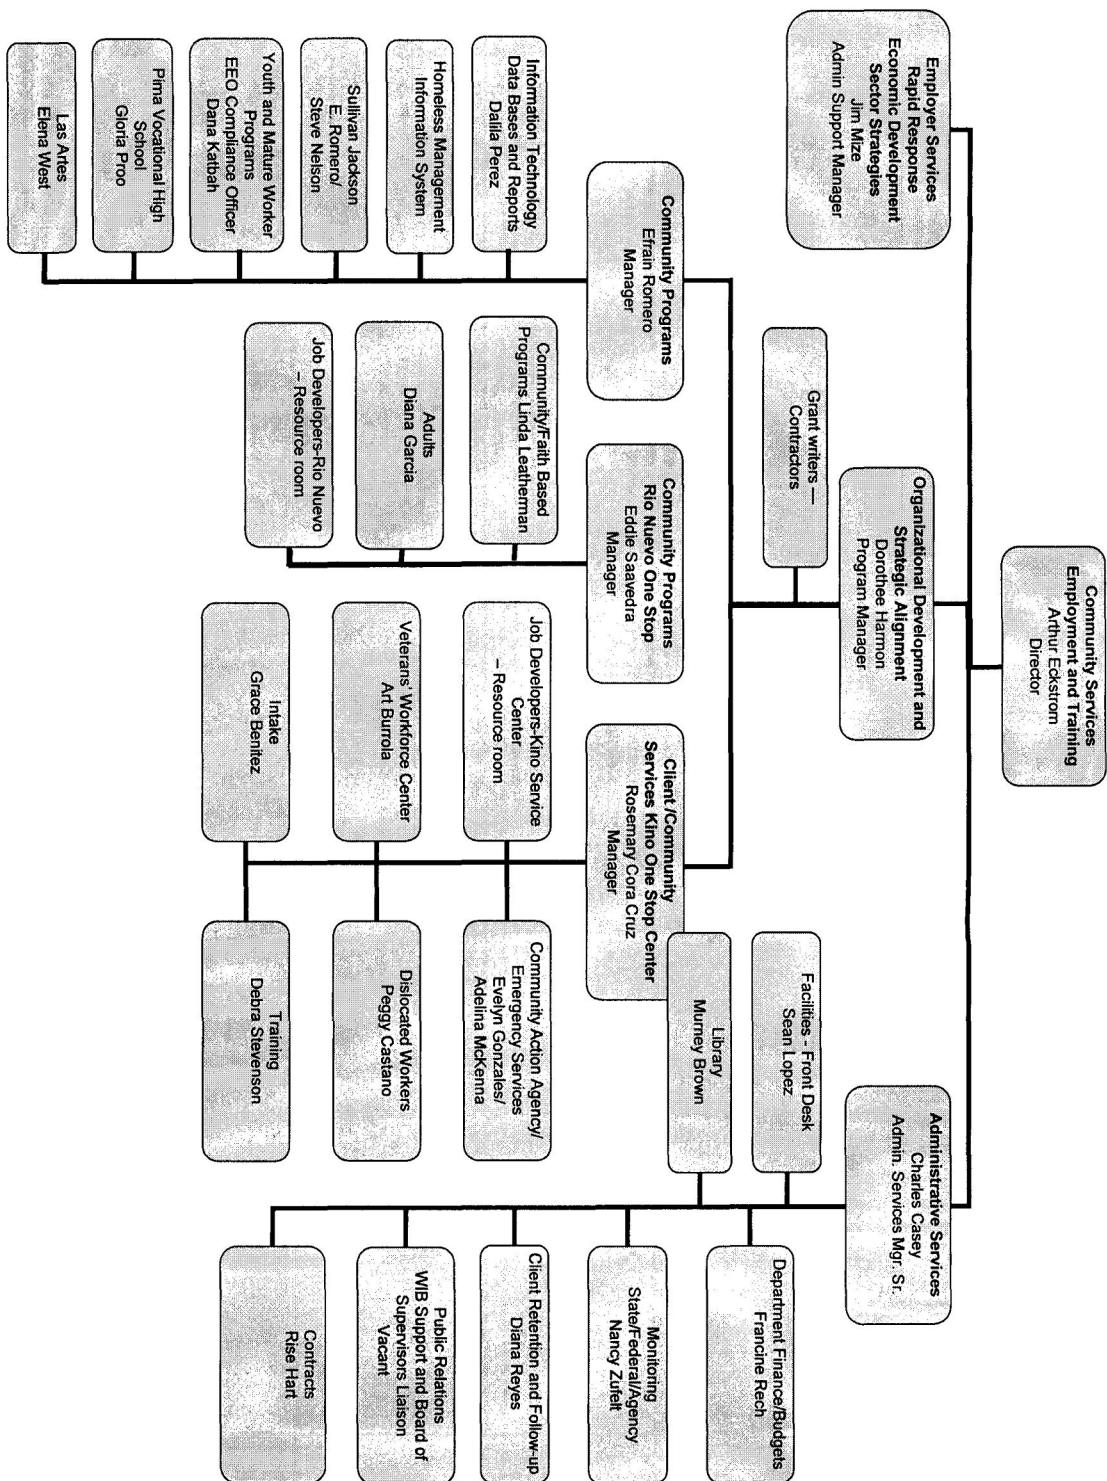 Community Services
Employment and Training
Arthur Eckstrom
Director
Employer Services
Rapid Response
Economic Development
Sector Strategies
Jim Mize
Admin Support Manager
Organizational Development and
Strategic Alignment
Dorothee Harmon
Program Manager
Administrative Services
Charles Casey
Admin. Services Mgr. Sr.
Grant writers —
Contractors
Facilities - Front Desk
Sean Lopez
Library
Murney Brown
Department Finance/Budgets
Francine Rech
Monitoring
State/Federal/Agency
Nancy Zufelt
Client Retention and Follow-up
Diana Reyes
Public Relations
WIB Support and Board of
Supervisors Liaison
Vacant
Contracts
Rise Hart
Community Programs
Efrain Romero
Manager
Community Programs
Rio Nuevo One Stop
Eddie Saavedra
Manager
Client /Community
Services Kino One Stop Center
Rosemary Cora Cruz
Manager
Information Technology
Data Bases and Reports
Dalila Perez
Homeless Management
Information System
Sullivan Jackson
E. Romero/
Steve Nelson
Youth and Mature Worker
Programs
EEO Compliance Officer
Dana Katbah
Pima Vocational High
School
Gloria Proo
Las Artes
Elena West
Community/Faith Based
Programs Linda Leatherman
Adults
Diana Garcia
Job Developers-Rio Nuevo
– Resource room
Job Developers-Kino Service
Center
– Resource room
Veterans' Workforce Center
Art Burrola
Intake
Grace Benitez
Community Action Agency/
Emergency Services
Evelyn Gonzales/
Adelina McKenna
Dislocated Workers
Peggy Castano
Training
Debra Stevenson